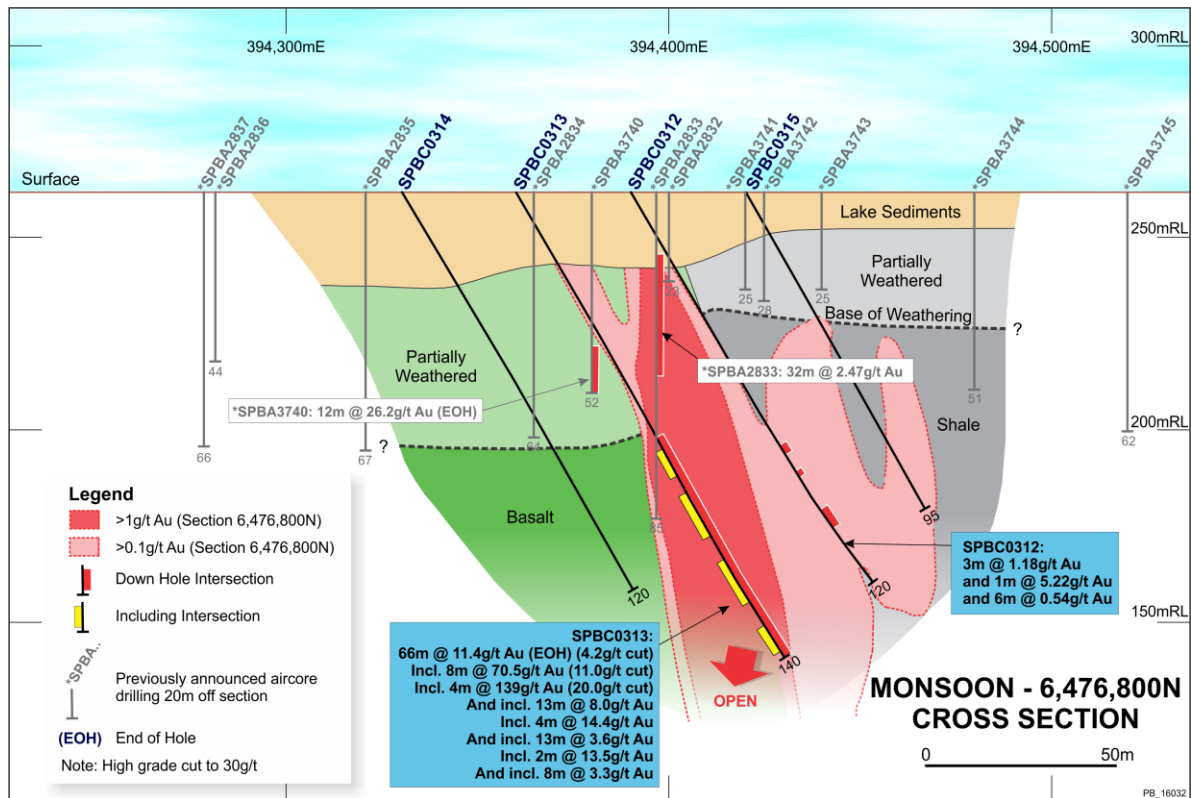 394,300mE
394,400mE
394,500mE
300mRL
*SPBA2837
*SPBA2836
*SPBA2835
SPBC0314
SPBC0313
*SPBA2834
*SPBA3740
SPBC0312
*SPBA2833
*SPBA2832
*SPBA3741
SPBC0315
*SPBA3742
*SPBA3743
*SPBA3744
*SPBA3745
Surface
Lake Sediments
250mRL
Partially
Weathered
23
25
28
25
Base of Weathering
?
Partially
Weathered
44
*SPBA2833: 32m @ 2.47g/t Au
*SPBA3740: 12m @ 26.2g/t Au (EOH)
52
51
Shale
200mRL
66
67
?
64
62
Basalt
85
95
120
120
140
150mRL
Legend
>1g/t Au (Section 6,476,800N)
>0.1g/t Au (Section 6,476,800N)
Down Hole Intersection
Including Intersection
*SPBA..
Previously announced aircore
drilling 20m off section
(EOH) End of Hole
Note: High grade cut to 30g/t
SPBC0312:
3m @ 1.18g/t Au
and 1m @ 5.22g/t Au
and 6m @ 0.54g/t Au
SPBC0313:
66m @ 11.4g/t Au (EOH) (4.2g/t cut)
Incl. 8m @ 70.5g/t Au (11.0g/t cut)
Incl. 4m @ 139g/t Au (20.0g/t cut)
And incl. 13m @ 8.0g/t Au
Incl. 4m @ 14.4g/t Au
And incl. 13m @ 3.6g/t Au
Incl. 2m @ 13.5g/t Au
And incl. 8m @ 3.3g/t Au
OPEN
MONSOON - 6,476,800N
CROSS SECTION
0 50m
PB_16032